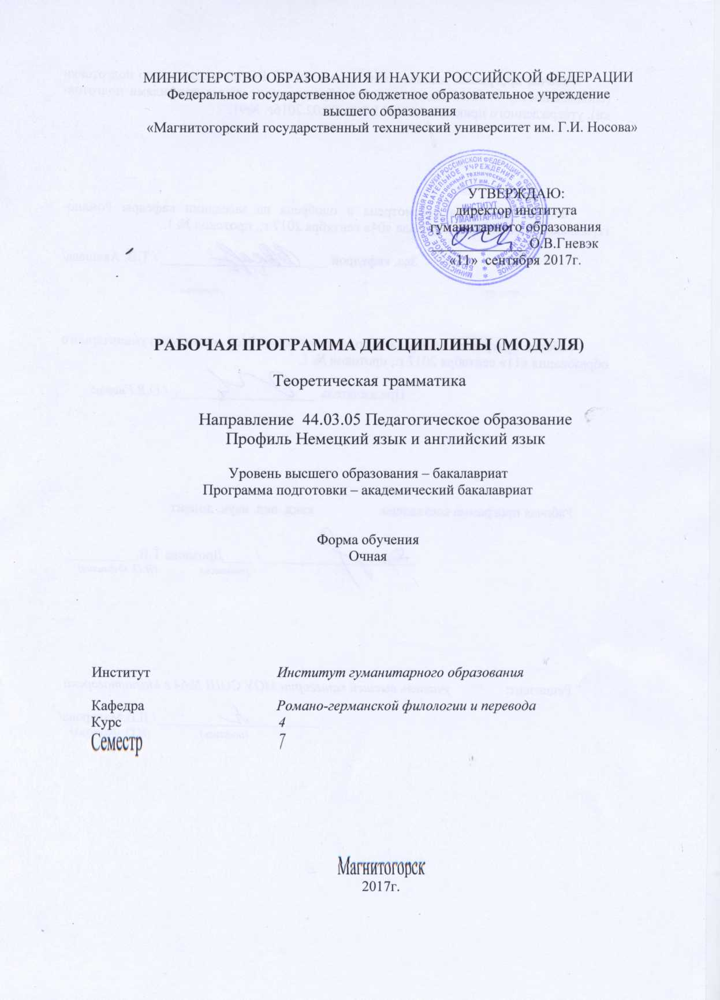 МИНИСТЕРСТВО ОБРАЗОВАНИЯ И НАУКИ РОССИЙСКОЙ ФЕДЕРАЦИИ
Федеральное государственное бюджетное образовательное учреждение
высшего образования
«Магнитогорский государственный технический университет им. Г.И. Носова»
УТВЕРЖДАЮ:
директор института
гуманитарного образования
О.В.Гневэк
«11» сентября 2017г.
ИНСТИТУТ
ГУМАНИТАРНОГО
ОБРАЗОВАНИЯ
РАБОЧАЯ ПРОГРАММА ДИСЦИПЛИНЫ (МОДУЛЯ)
Теоретическая грамматика
Направление 44.03.05 Педагогическое образование
Профиль Немецкий язык и английский язык
Уровень высшего образования – бакалавриат
Программа подготовки – академический бакалавриат
Форма обучения
Очная
Институт Институт гуманитарного образования
Кафедра Романо-германской филологии и перевода
Курс 4
Семестр 7
Магнитогорск
2017г.